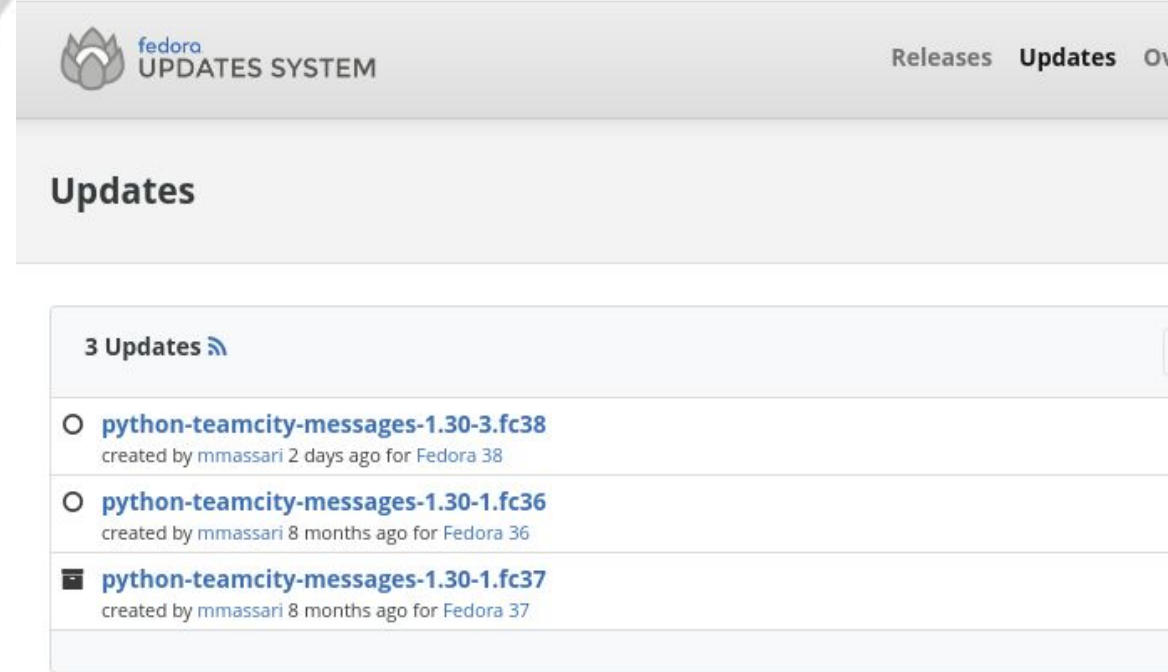 fedora
UPDATES SYSTEM
Releases Updates
Updates
3 Updates
python-teamcity-messages-1.30-3.fc38
created by mmassari 2 days ago for Fedora 38
python-teamcity-messages-1.30-1.fc36
created by mmassari 8 months ago for Fedora 36
python-teamcity-messages-1.30-1.fc37
created by mmassari 8 months ago for Fedora 37